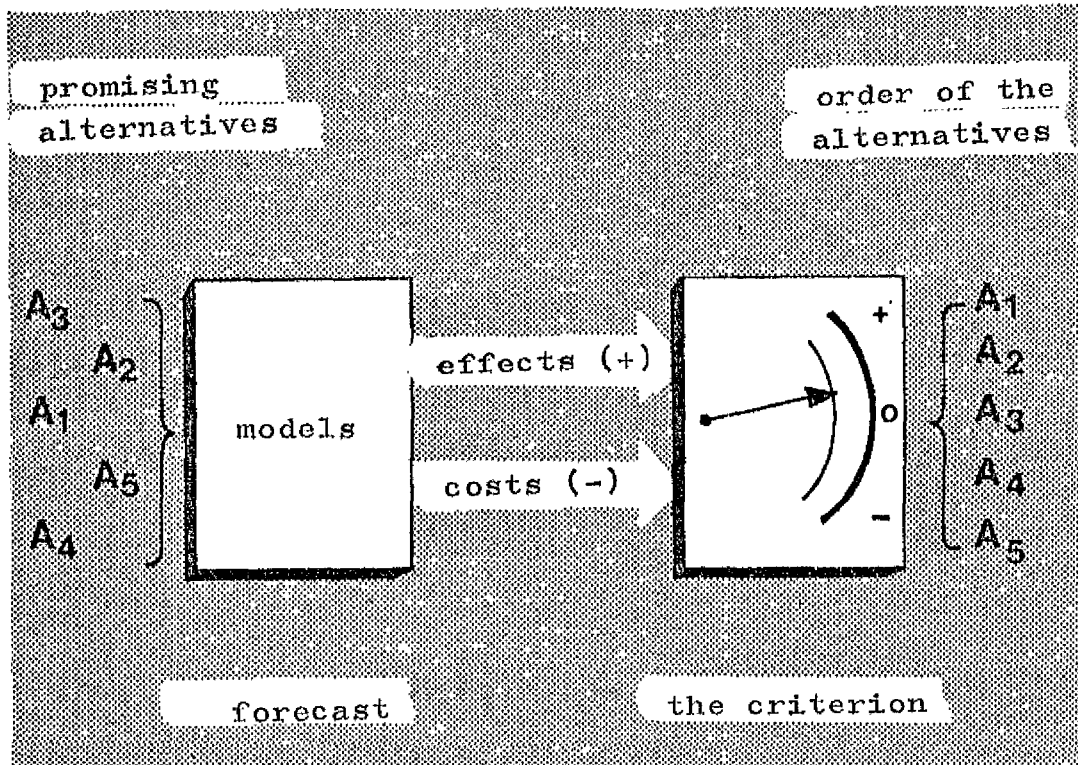 promising
alternatives
order of the
alternatives
A3
A2
A1
A5
A4
models
effects (+)
costs (-)
+
O
-
A1
A2
A3
A4
A5
forecast
the criterion